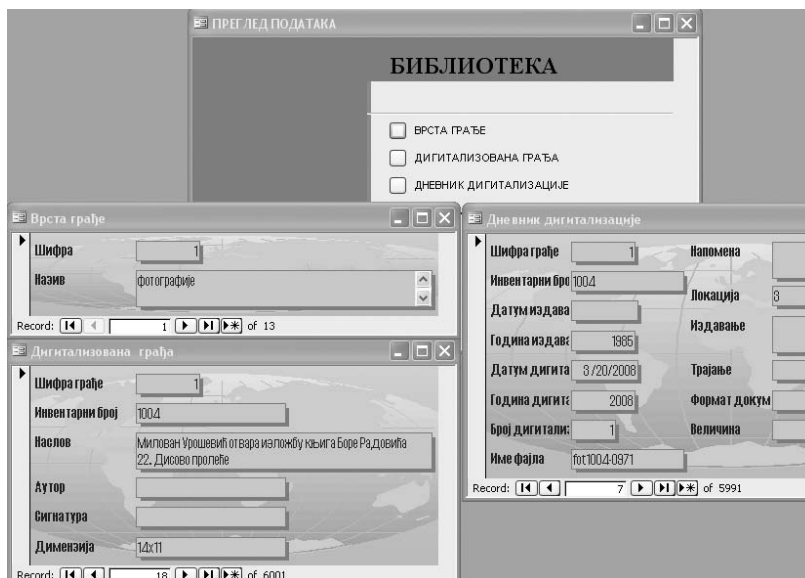 ПРЕГЛЕД ПОДАТАКА
БИБЛИОТЕКА
ВРСТА ГРАЂЕ
ДИГИТАЛИЗОВАНА ГРАЂА
ДНЕВНИК ДИГИТАЛИЗАЦИЈЕ
Врста грађе
Шифра 1
Назив фотографије
Record: 1 of 13
Дигитализована грађа
Шифра грађе 1
Инвентарни број 1004
Наслов Милован Урошевић отвара изложбу књига Боре Радовића
22. Дисово пролеће
Аутор
Сигнатура
Димензија 14x11
Record: 18 of 6001
Дневник дигитализације
Шифра грађе 1 Напомена
Инвентарни бро 1004
Локација 3
Датум издава
Издавање
Година издава 1985
Датум дигита 3/20/2008 Трајање
Година дигита 2008 Формат докум
Број дигитали 1 Величина
Име фајла fot1004-0971
Record: 7 of 5991